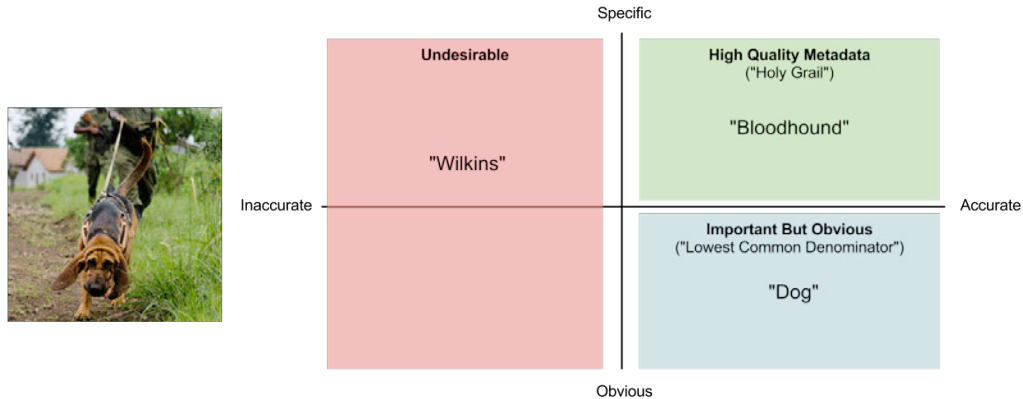 Specific
Undesirable
High Quality Metadata
("Holy Grail")
"Bloodhound"
"Wilkins"
Inaccurate
Accurate
Important But Obvious
("Lowest Common Denominator")
"Dog"
Obvious